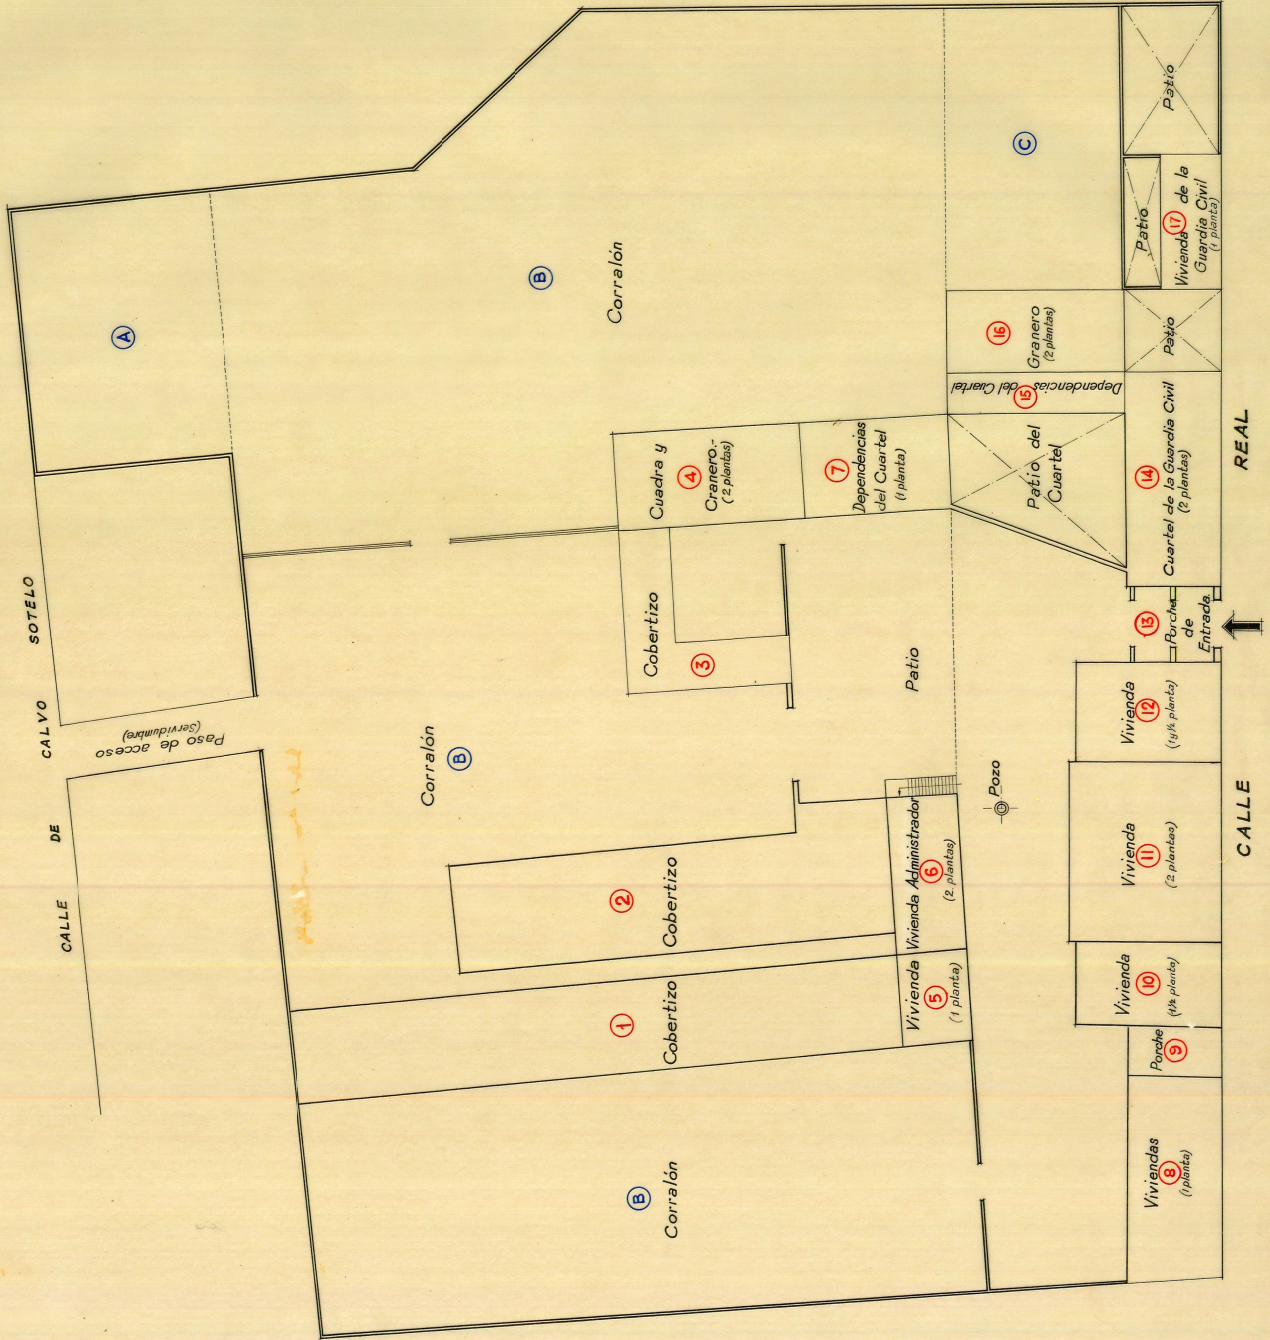 CALLE DE CALVO SOTELO
Paso de acceso
(Servidumbre)
A
B
Corralón
B
Corralón
B
Corralón
C
1
Cobertizo
2
Cobertizo
Cobertizo
3
Cuadra y
4
Granero.-
(2 plantas)
Vivienda
5
(1 planta)
Vivienda Administrador
6
(2 plantas)
7
Dependencias
del Cuartel
(1 planta)
Patio
Pozo
Patio del
Cuartel
Dependencias del Cuartel
15
16
Granero
(2 plantas)
Viviendas
8
(1 planta)
Porche
9
Vivienda
10
(1½ planta)
Vivienda
11
(2 plantas)
Vivienda
12
(1 y ½ planta)
13
Porche
de
Entrada
14
Cuartel de la Guardia Civil
(2 plantas)
Patio
Patio
17
Vivienda de la
Guardia Civil
(1 planta)
Patio
CALLE REAL